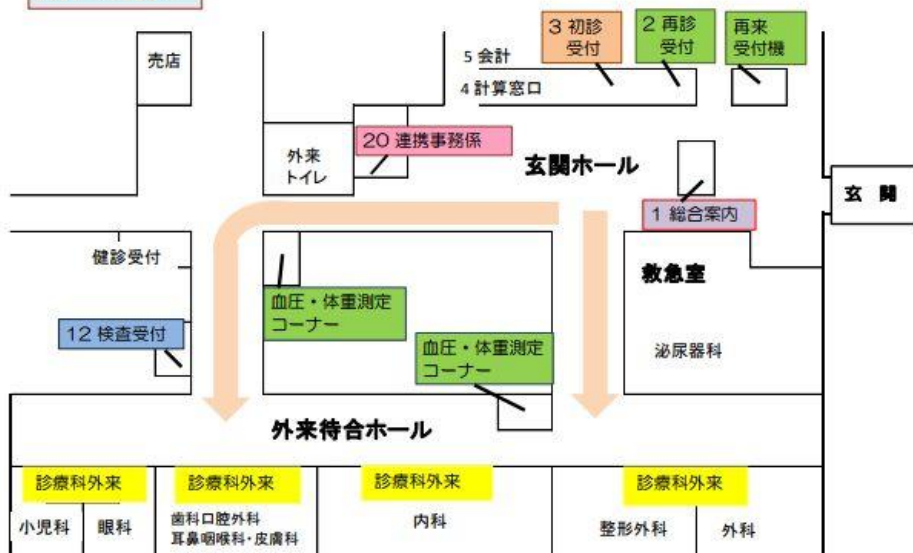 3 初診
受付
2 再診
受付
再来
受付機
売店
5 会計
4 計算窓口
20 連携事務係
外来
トイレ
玄関ホール
玄 関
1 総合案内
健診受付
救急室
血圧・体重測定
コーナー
12 検査受付
血圧・体重測定
コーナー
泌尿器科
外来待合ホール
診療科外来
診療科外来
診療科外来
診療科外来
小児科
眼科
歯科口腔外科
耳鼻咽喉科・皮膚科
内科
整形外科
外科